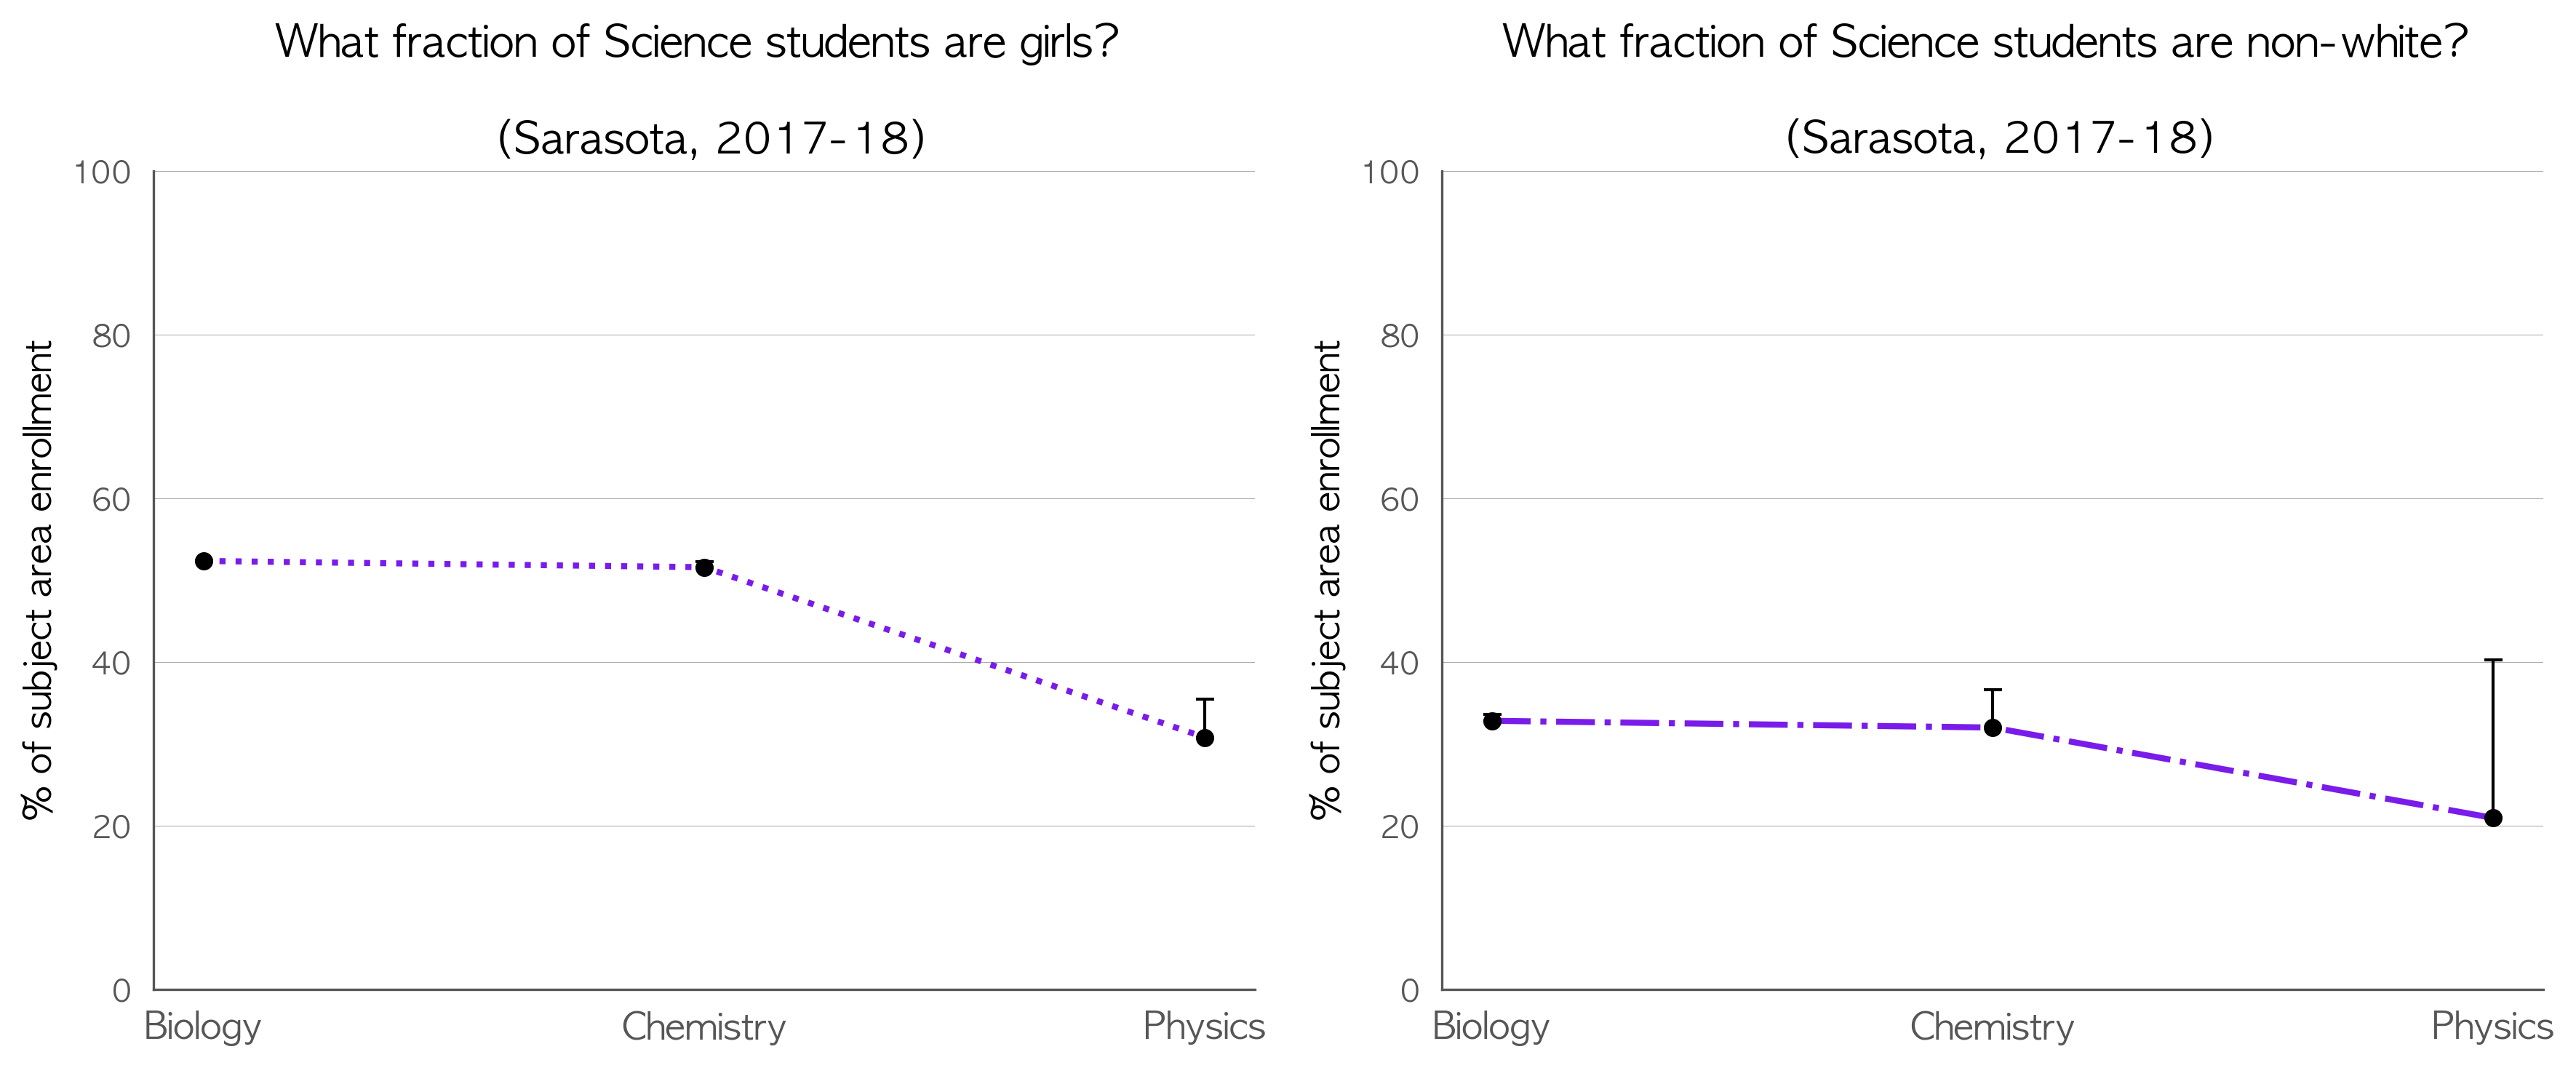 What fraction of Science students are girls?
(Sarasota, 2017-18)
100
80
60
40
20
0
% of subject area enrollment
Biology
Chemistry
Physics
What fraction of Science students are non-white?
(Sarasota, 2017-18)
100
80
60
40
20
0
% of subject area enrollment
Biology
Chemistry
Physics